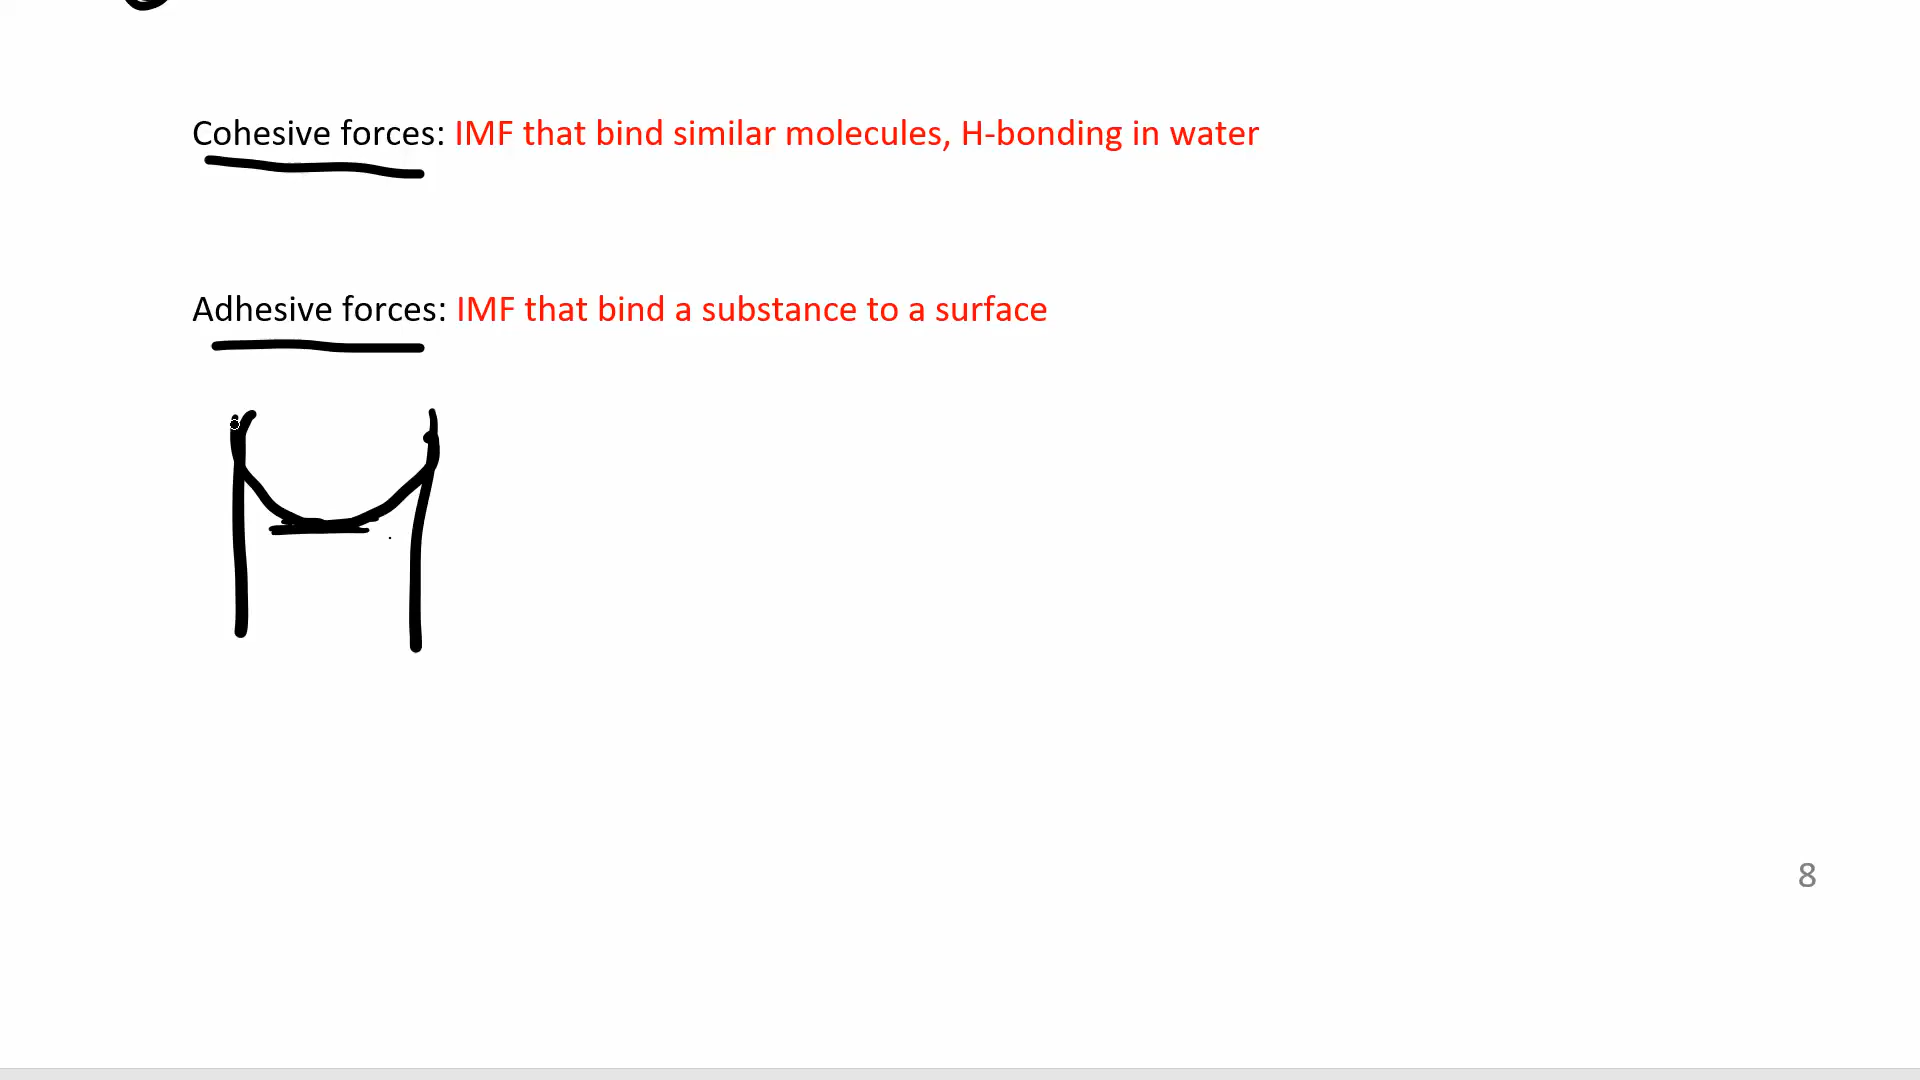 Cohesive forces: IMF that bind similar molecules, H-bonding in water
Adhesive forces: IMF that bind a substance to a surface
8